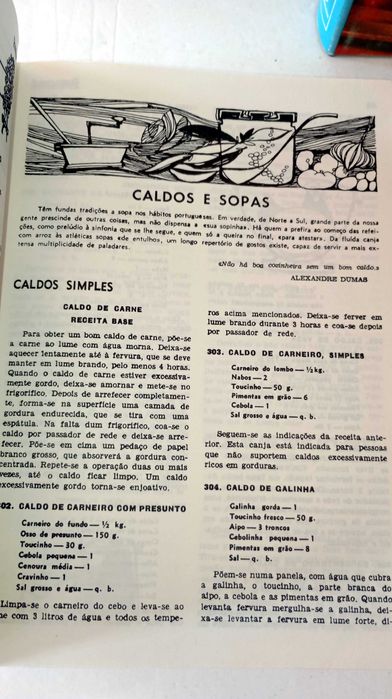 CALDOS E SOPAS
Têm fundas tradições a sopa nos hábitos portugueses. Em verdade, de Norte a Sul, grande parte da nossa
gente prescinde de outras coisas, mas não dispensa a «sua sopinha». Há quem a prefira ao começo das refei-
ções, como prelúdio à sinfonia que se lhe segue, e quem só a queira no final, «para atestar». Da fluida canja
com arroz às atléticas sopas «de entulho», um longo repertório de gostos existe, capaz de servir a mais ex-
tensa multiplicidade de paladares.
«Não há boa cozinheira sem um bom caldo.»
ALEXANDRE DUMAS
CALDOS SIMPLES
CALDO DE CARNE
RECEITA BASE
Para obter um bom caldo de carne, põe-se
a carne ao lume com água morna. Deixa-se
aquecer lentamente até à fervura, que se deve
manter em lume brando, pelo menos 4 horas.
Quando o caldo de carne estiver excessiva-
mente gordo, deixa-se amornar e mete-se no
frigorífico. Depois de arrefecer completamen-
te, forma-se na superfície uma camada de
gordura endurecida, que se tira com uma
espátula. Na falta dum frigorífico, coa-se o
caldo por passador de rede e deixa-se arre-
fecer. Põe-se em cima um pedaço de papel
branco grosso, que absorverá a gordura con-
centrada. Repete-se a operação duas ou mais
vezes, até o caldo ficar limpo. Um caldo
excessivamente gordo torna-se enjoativo.
302. CALDO DE CARNEIRO COM PRESUNTO
Carneiro do fundo — ½ kg.
Osso de presunto — 150 g.
Toucinho — 30 g.
Cebola pequena — 1
Cenoura média — 1
Cravinho — 1
Sal grosso e água — q. b.
Limpa-se o carneiro do cebo e leva-se ao
me com 3 litros de água e todos os tempe-
ros acima mencionados. Deixa-se ferver em
lume brando durante 3 horas e coa-se depois
por passador de rede.
303. CALDO DE CARNEIRO, SIMPLES
Carneiro do lombo — ½ kg.
Nabos — 2
Toucinho — 50 g.
Pimentas em grão — 6
Cebola — 1
Sal grosso e água — q. b.
Seguem-se as indicações da receita ante-
rior. Esta canja está indicada para pessoas
que não suportem caldos excessivamente
ricos em gorduras.
304. CALDO DE GALINHA
Galinha gorda — 1
Toucinho fresco — 50 g.
Aipo — 3 troncos
Cebolinha pequena — 1
Pimentas em grão — 8
Sal — q. b.
Põem-se numa panela, com água que cubra
a galinha, o toucinho, a parte branca do
aipo, a cebola e as pimentas em grão. Quando
levanta fervura mergulha-se a galinha, dei-
xa-se levantar a fervura em lume forte, di-